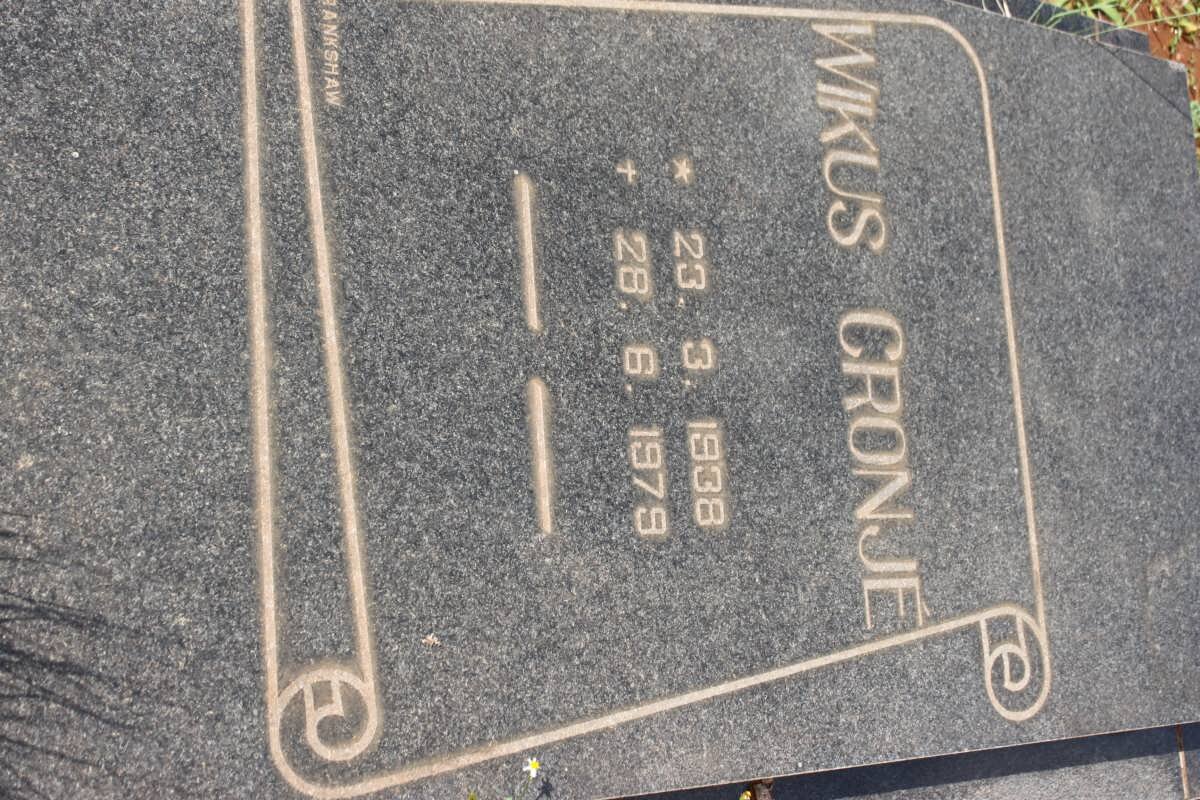 WIKUS CRONJÉ
★ 23. 3. 1938
✝ 28. 6. 1979